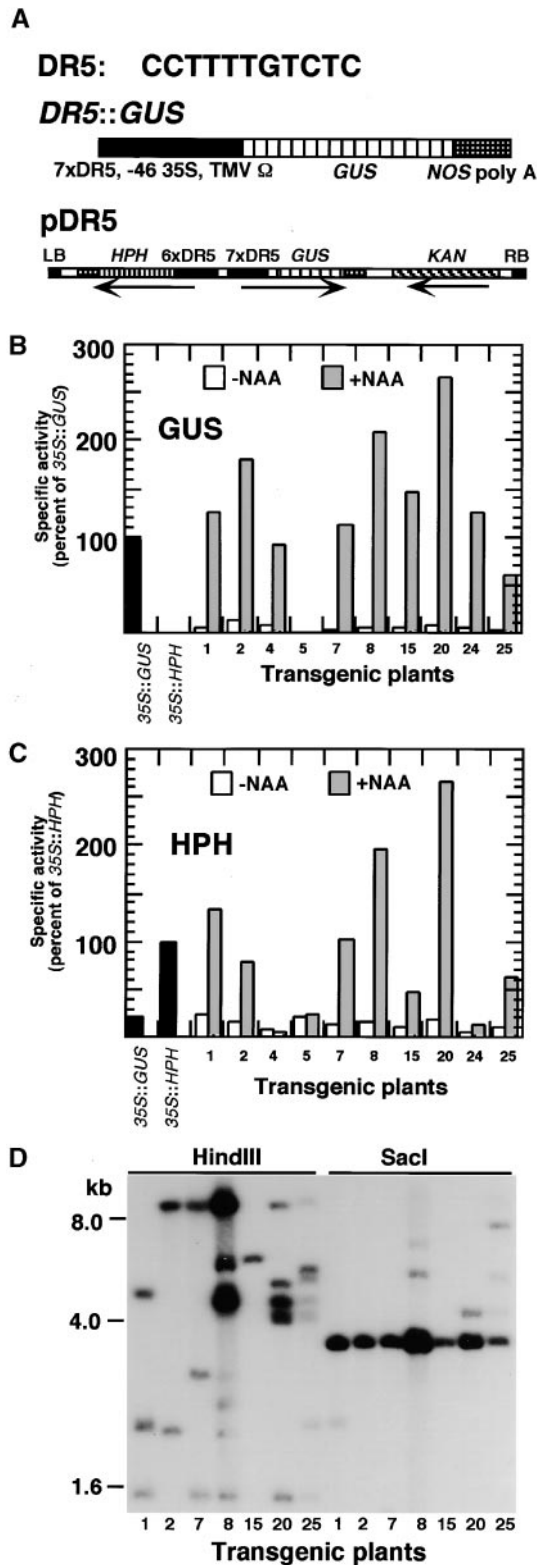 A
DR5: CCTTTTGTCTC
DR5::GUS
7xDR5, -46 35S, TMV Ω GUS NOS poly A
pDR5
LB HPH 6xDR5 7xDR5 GUS KAN RB
B
300
200
100
-NAA +NAA
GUS
Specific activity
(percent of 35S::GUS)
35S::GUS 35S::HPH 1 2 4 5 7 8 15 20 24 25
Transgenic plants
C
300
200
100
-NAA +NAA
HPH
Specific activity
(percent of 35S::HPH)
35S::GUS 35S::HPH 1 2 4 5 7 8 15 20 24 25
Transgenic plants
D
HindIII SacI
kb
8.0
4.0
1.6
1 2 7 8 15 20 25 1 2 7 8 15 20 25
Transgenic plants